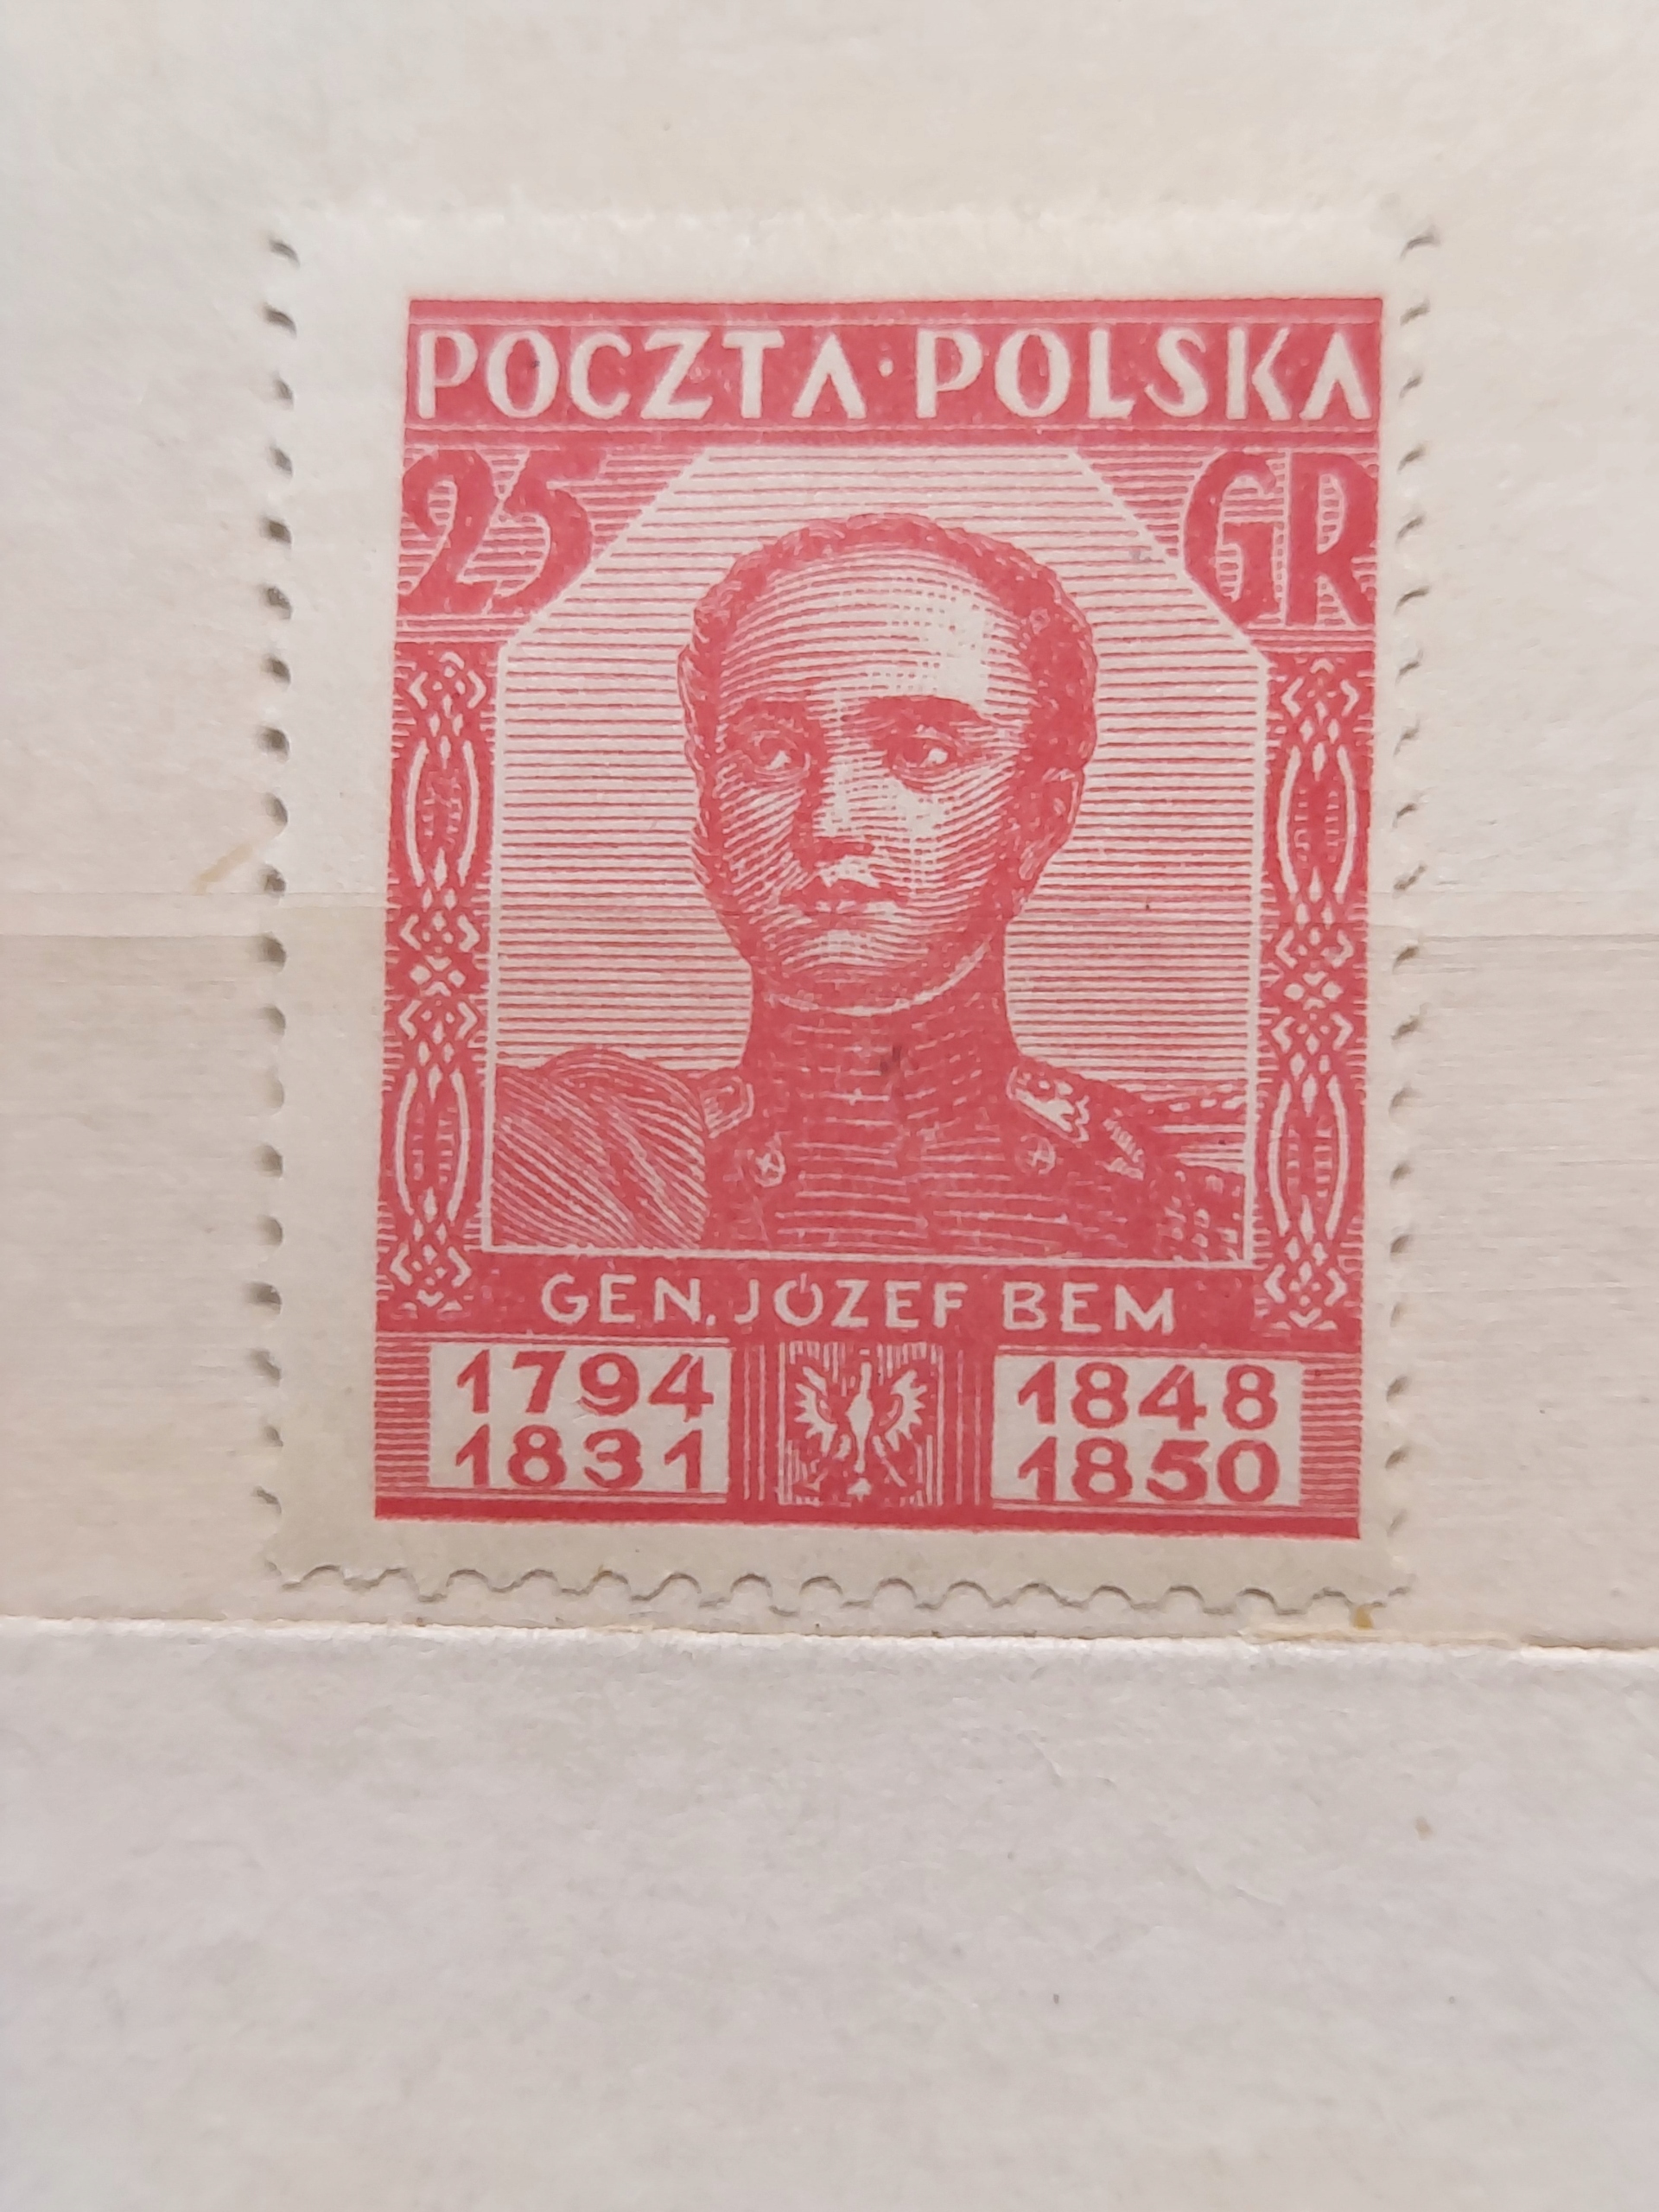 POCZTA·POLSKA
25 GR
GEN. JÓZEF BEM
1794 1848
1831 1850